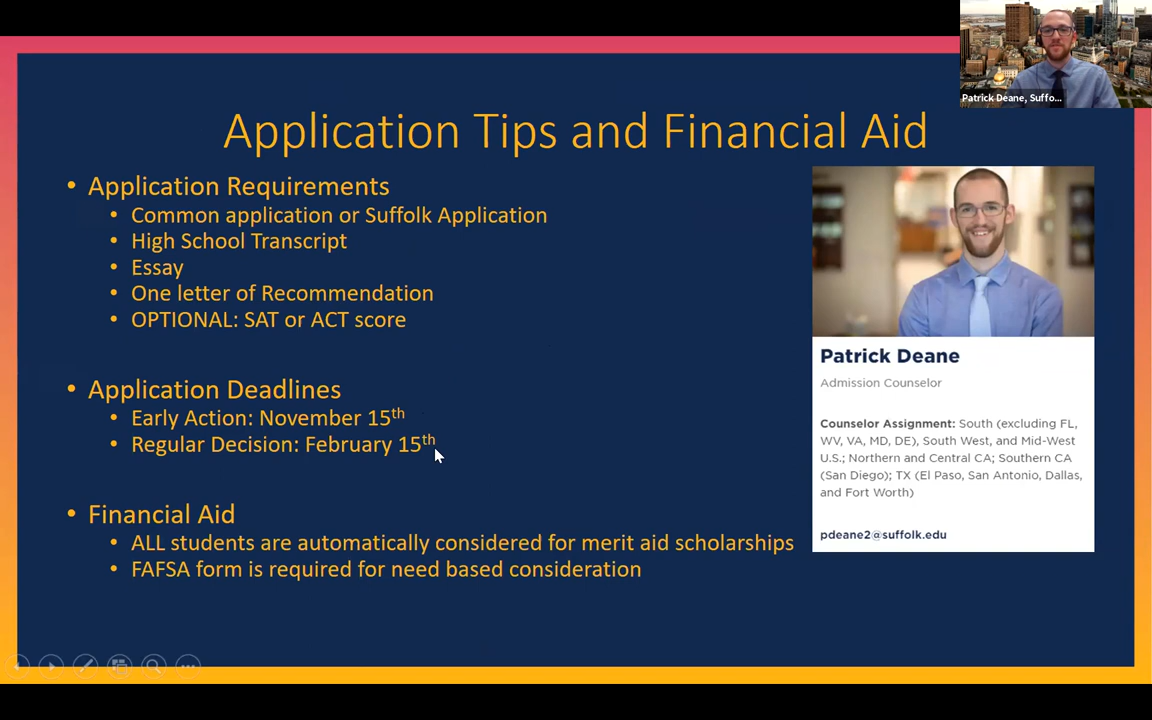 Patrick Deane, Suffo...
Application Tips and Financial Aid
• Application Requirements
• Common application or Suffolk Application
• High School Transcript
• Essay
• One letter of Recommendation
• OPTIONAL: SAT or ACT score
• Application Deadlines
• Early Action: November 15th
• Regular Decision: February 15th
• Financial Aid
• ALL students are automatically considered for merit aid scholarships
• FAFSA form is required for need based consideration
Patrick Deane
Admission Counselor
Counselor Assignment: South (excluding FL,
WV, VA, MD, DE), South West, and Mid-West
U.S.; Northern and Central CA; Southern CA
(San Diego); TX (El Paso, San Antonio, Dallas,
and Fort Worth)
pdeane2@suffolk.edu